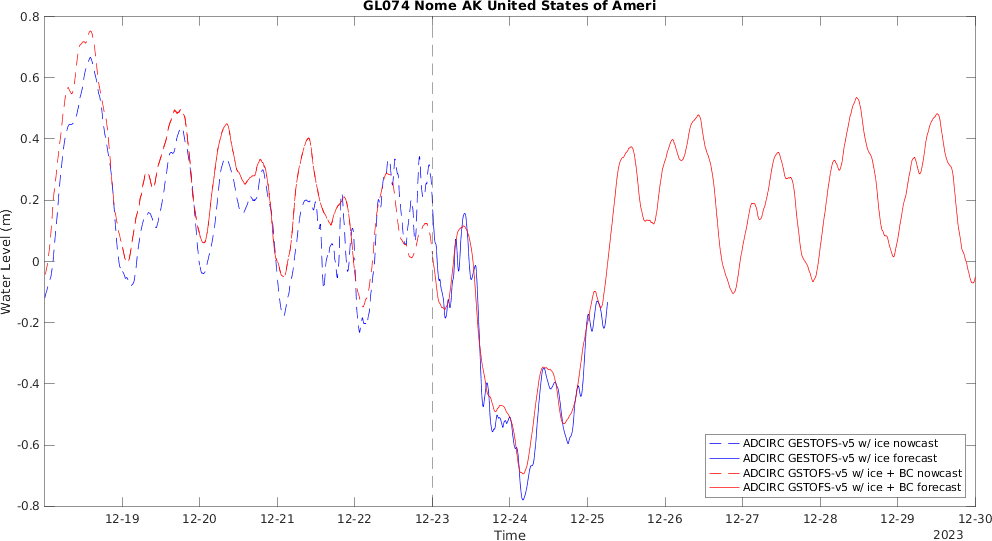 GL074 Nome AK United States of Ameri
Water Level (m)
0.8
0.6
0.4
0.2
0
-0.2
-0.4
-0.6
-0.8
12-19 12-20 12-21 12-22 12-23 12-24 12-25 12-26 12-27 12-28 12-29 12-30
Time
2023
ADCIRC GESTOFS-v5 w/ ice nowcast
ADCIRC GESTOFS-v5 w/ ice forecast
ADCIRC GSTOFS-v5 w/ ice + BC nowcast
ADCIRC GSTOFS-v5 w/ ice + BC forecast